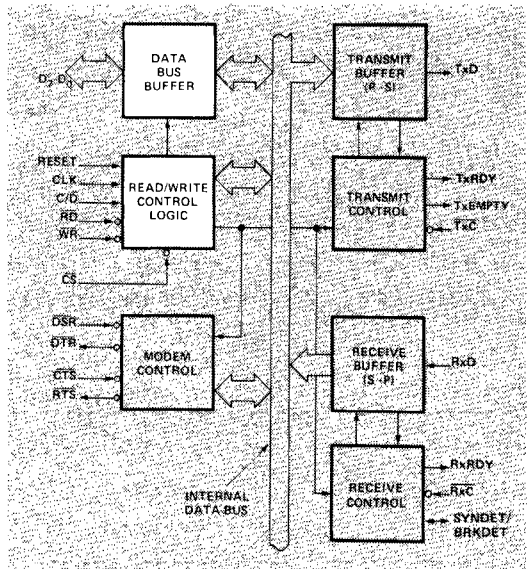 DATA
BUS
BUFFER
D7-D0
RESET
CLK
C/D
RD
WR
CS
READ/WRITE
CONTROL
LOGIC
DSR
DTR
CTS
RTS
MODEM
CONTROL
INTERNAL
DATA BUS
TRANSMIT
BUFFER
(P-S)
TxD
TRANSMIT
CONTROL
TxRDY
TxEMPTY
TxC
RECEIVE
BUFFER
(S-P)
RxD
RECEIVE
CONTROL
RxRDY
RxC
SYNDET/
BRKDET